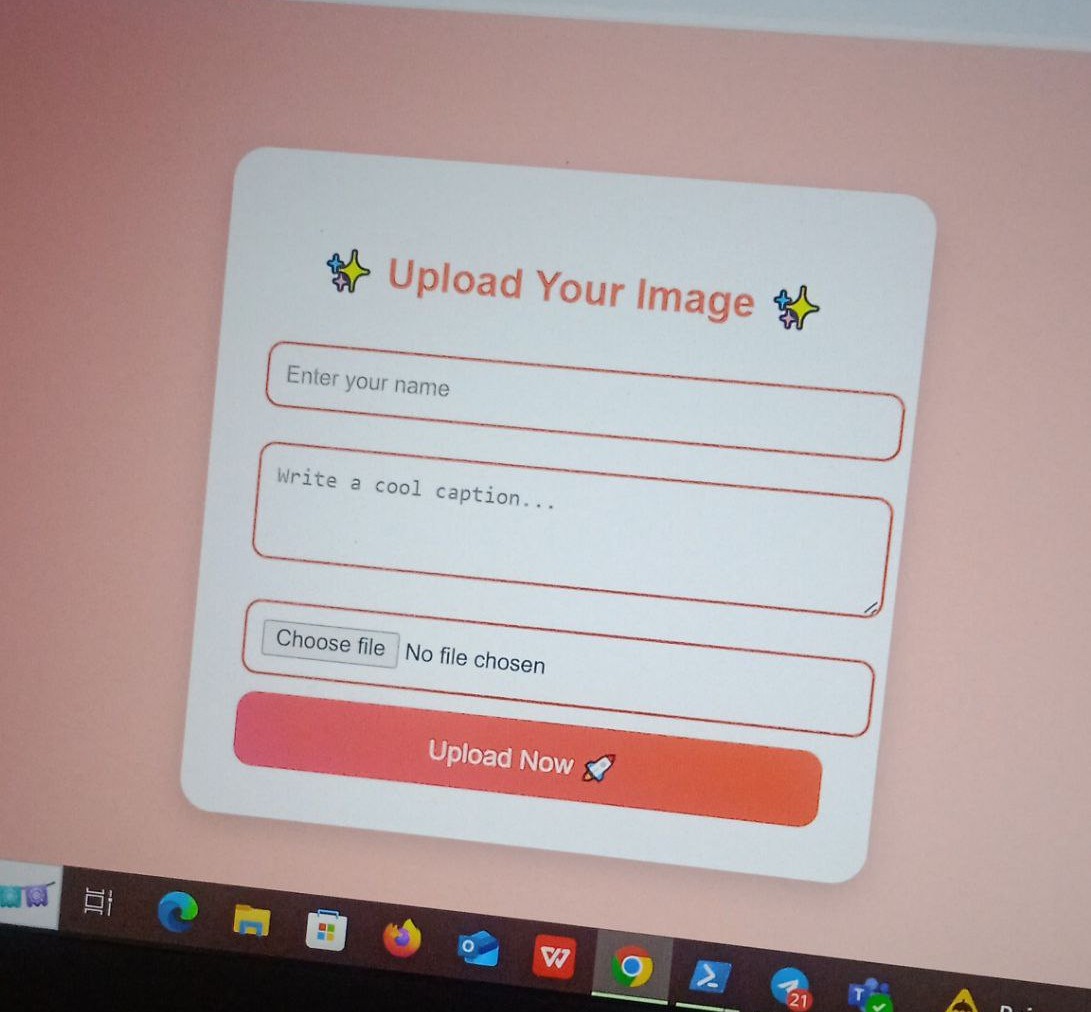 ✨ Upload Your Image ✨
Enter your name
Write a cool caption...
Choose file No file chosen
Upload Now 🚀
21